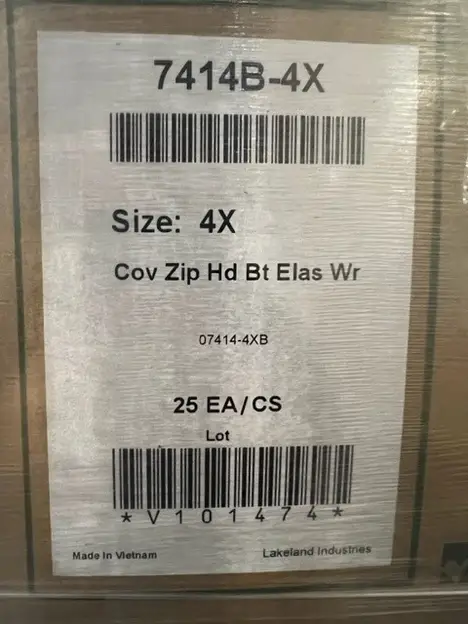 7414B-4X
Size: 4X
Cov Zip Hd Bt Elas Wr
07414-4XB
25 EA/CS
Lot
*V101474*
Made In Vietnam
Lakeland Industries